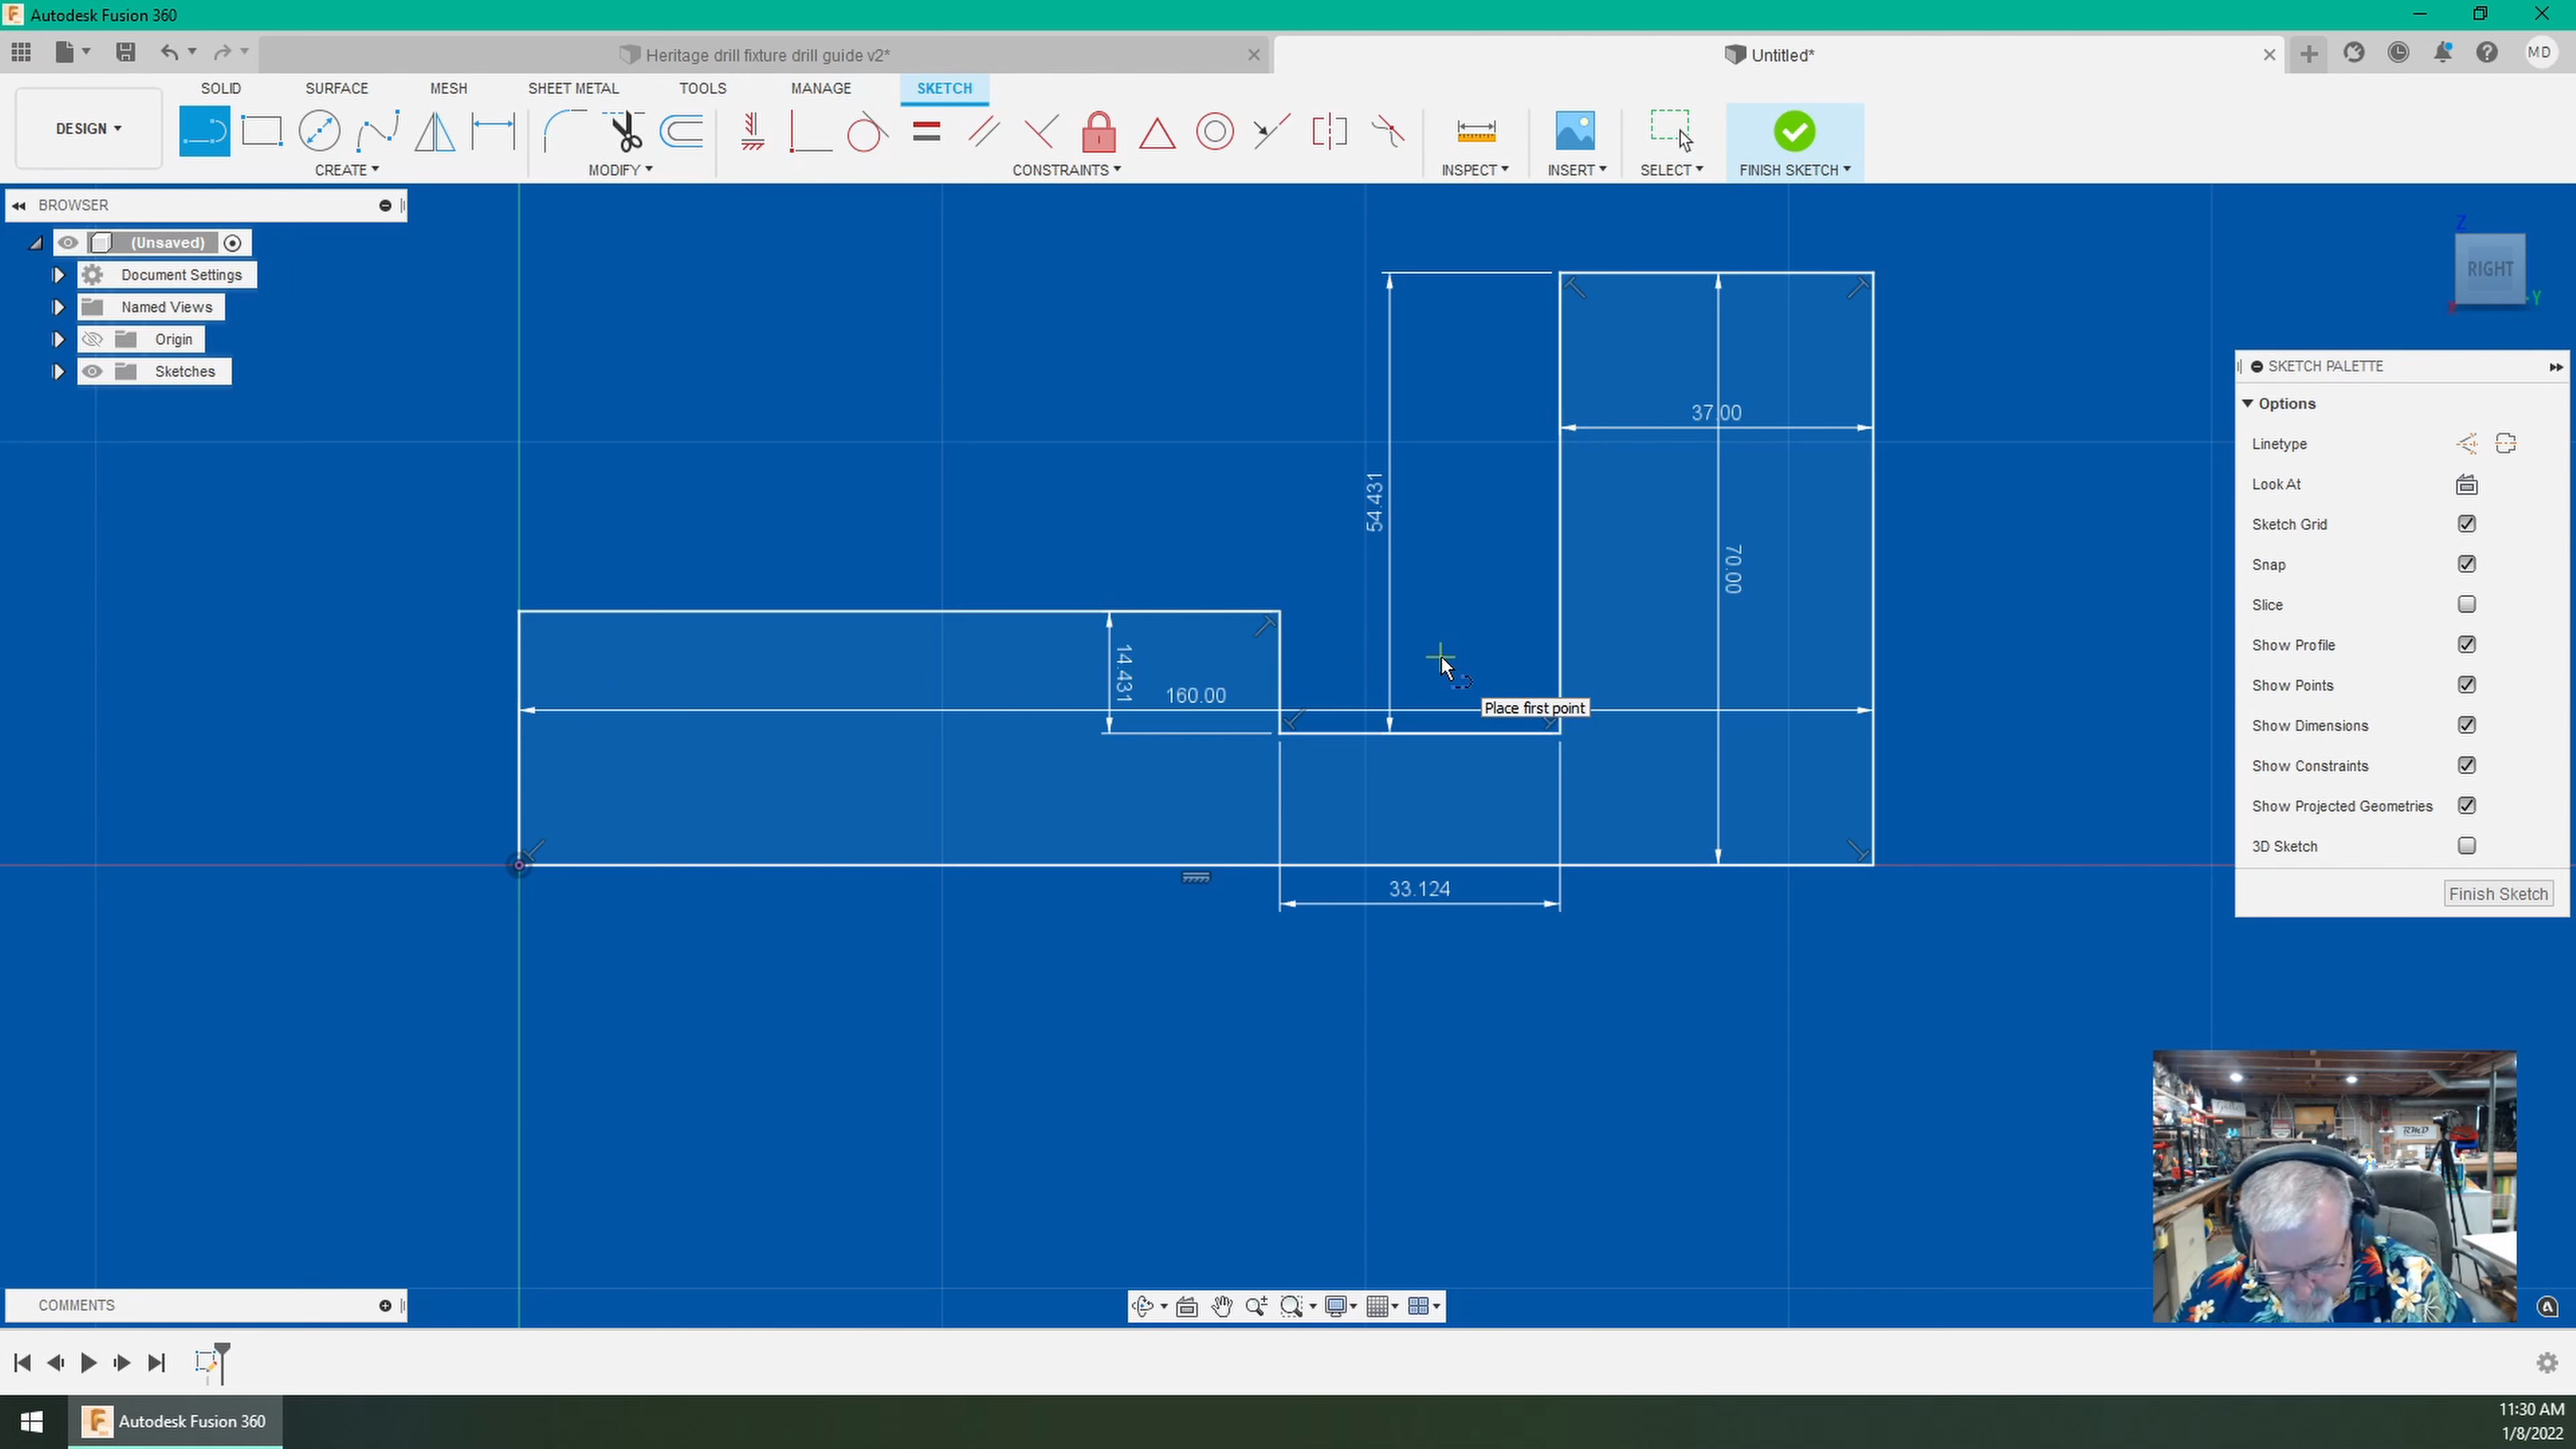 Autodesk Fusion 360
Heritage drill fixture drill guide v2*
Untitled*
MD
DESIGN
SOLID
SURFACE
MESH
SHEET METAL
TOOLS
MANAGE
SKETCH
CREATE
MODIFY
CONSTRAINTS
INSPECT
INSERT
SELECT
FINISH SKETCH
BROWSER
(Unsaved)
Document Settings
Named Views
Origin
Sketches
Z
RIGHT
Y
X
SKETCH PALETTE
Options
Linetype
Look At
Sketch Grid
Snap
Slice
Show Profile
Show Points
Show Dimensions
Show Constraints
Show Projected Geometries
3D Sketch
Finish Sketch
37.00
54.431
70.00
14.431
160.00
Place first point
33.124
RMD
COMMENTS
Autodesk Fusion 360
11:30 AM
1/8/2022